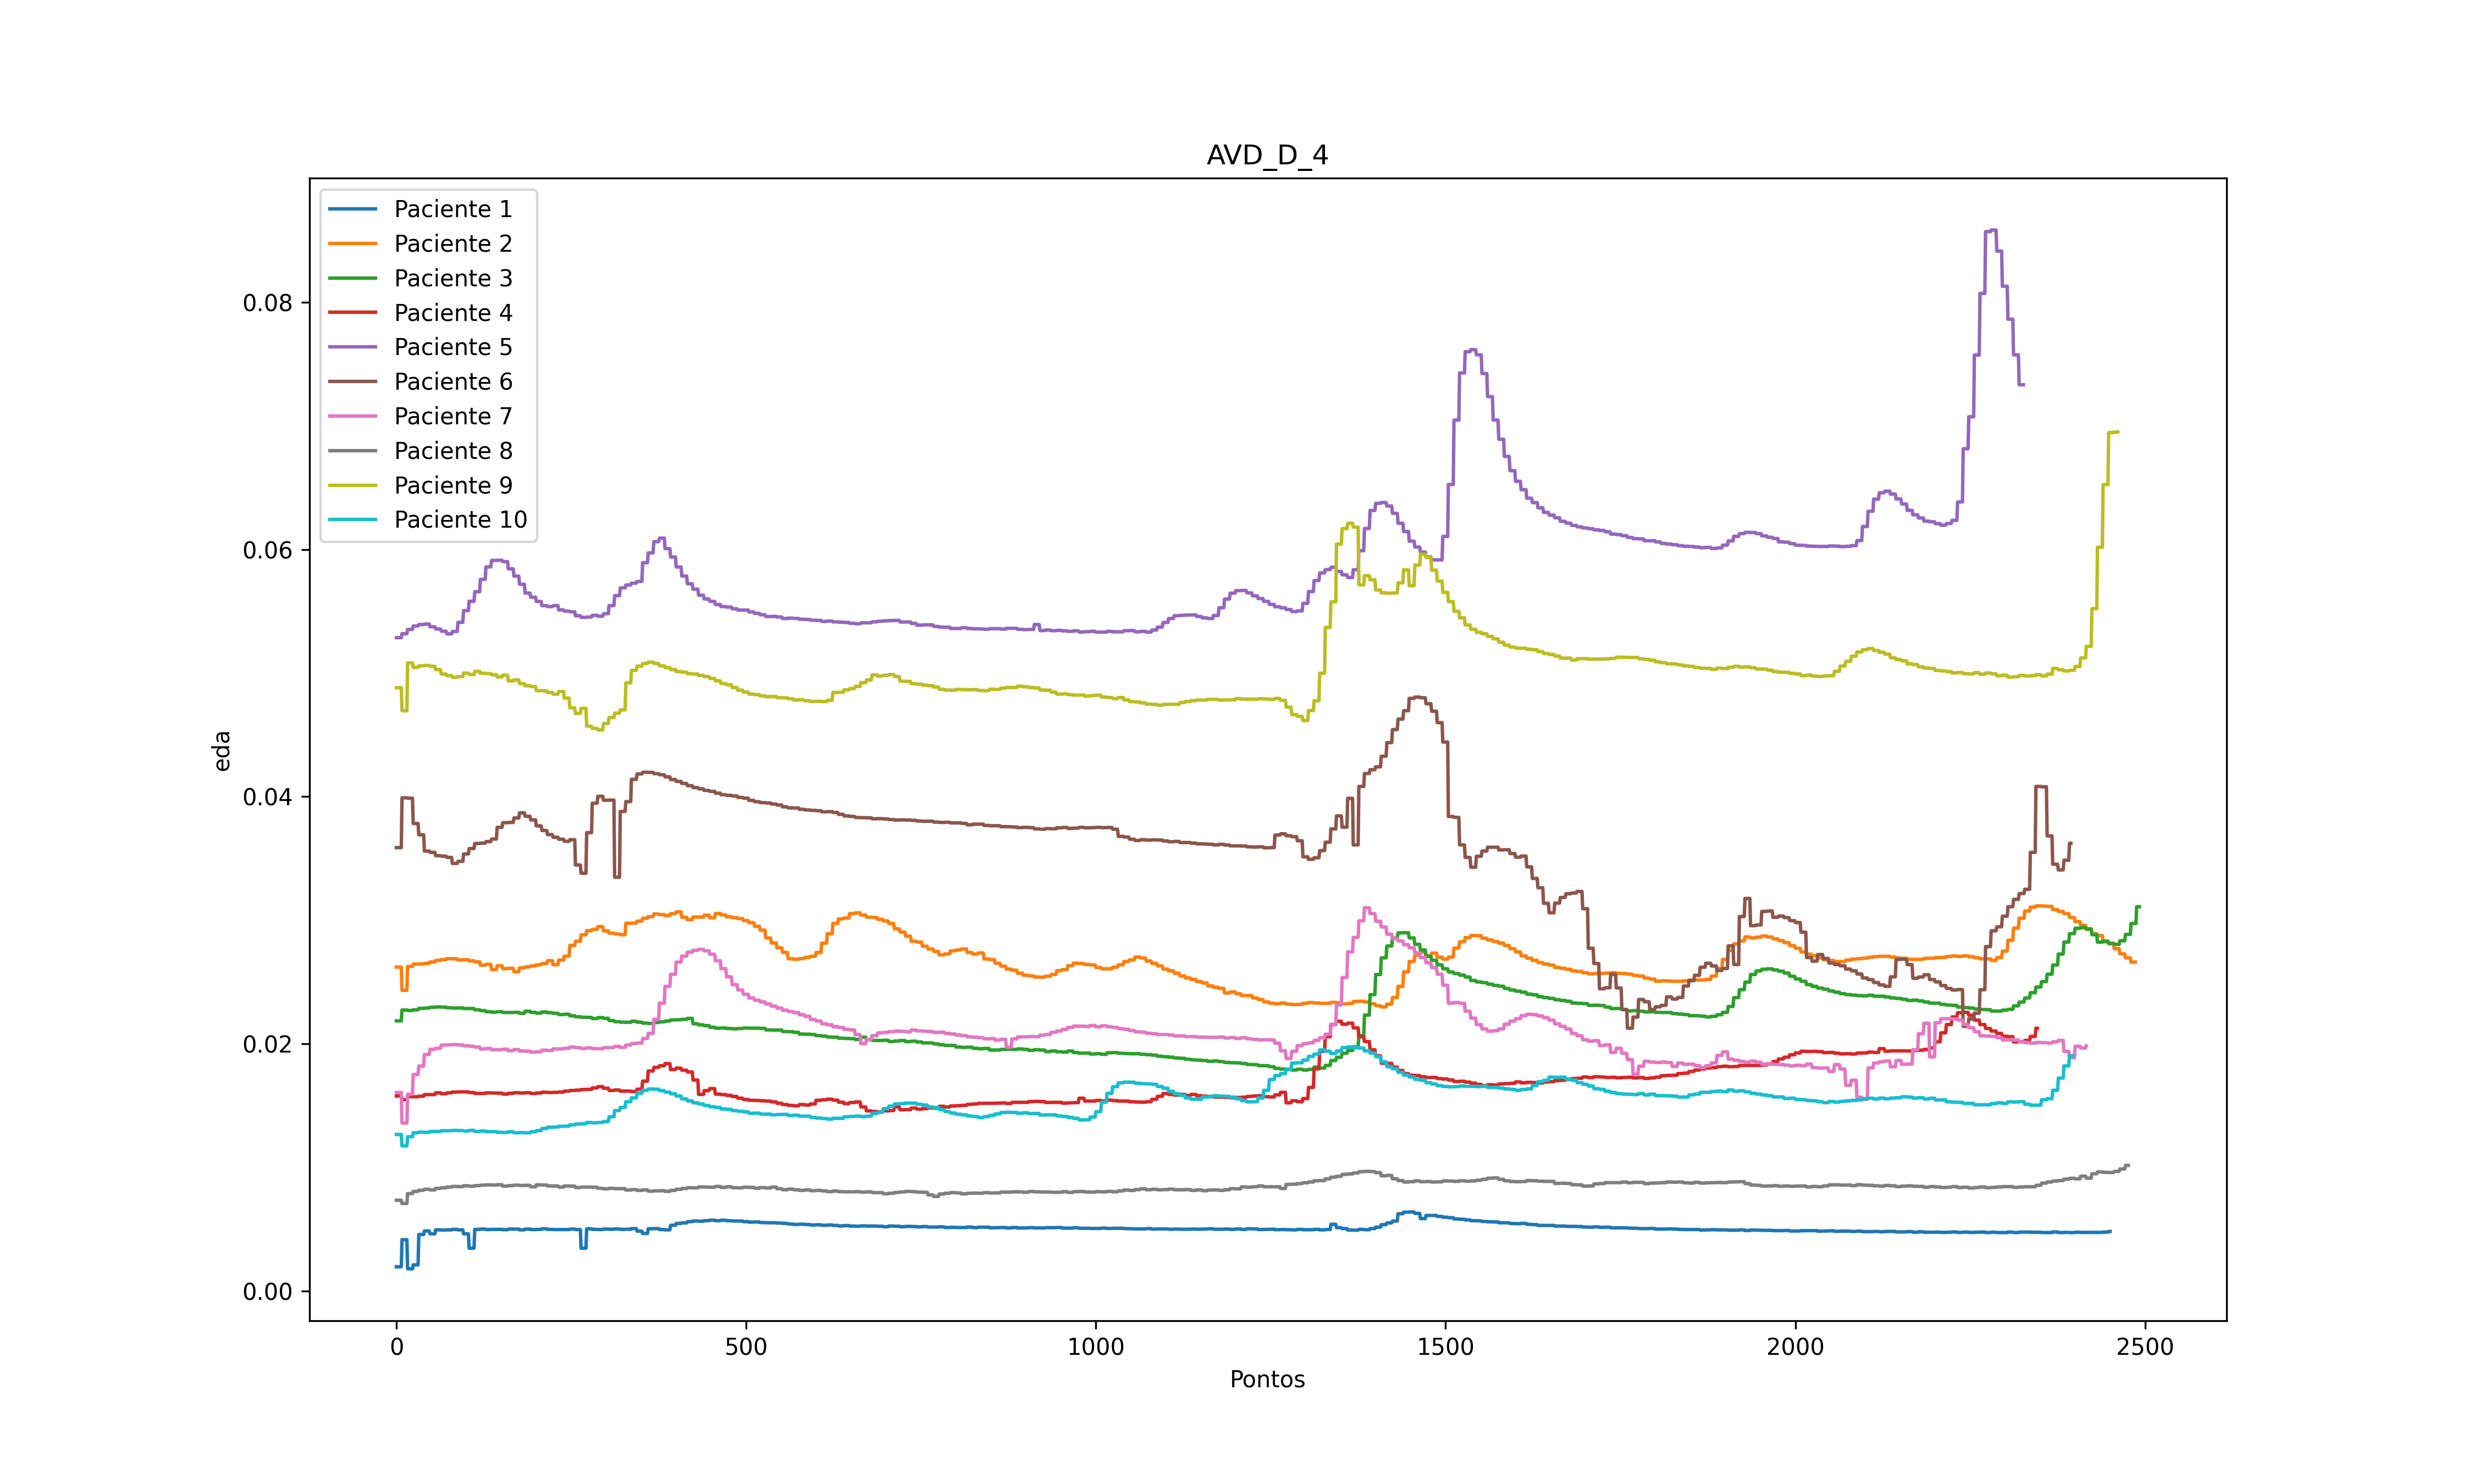 AVD_D_4
Paciente 1
Paciente 2
Paciente 3
Paciente 4
Paciente 5
Paciente 6
Paciente 7
Paciente 8
Paciente 9
Paciente 10
0.08
0.06
0.04
0.02
0.00
eda
0 500 1000 1500 2000 2500
Pontos